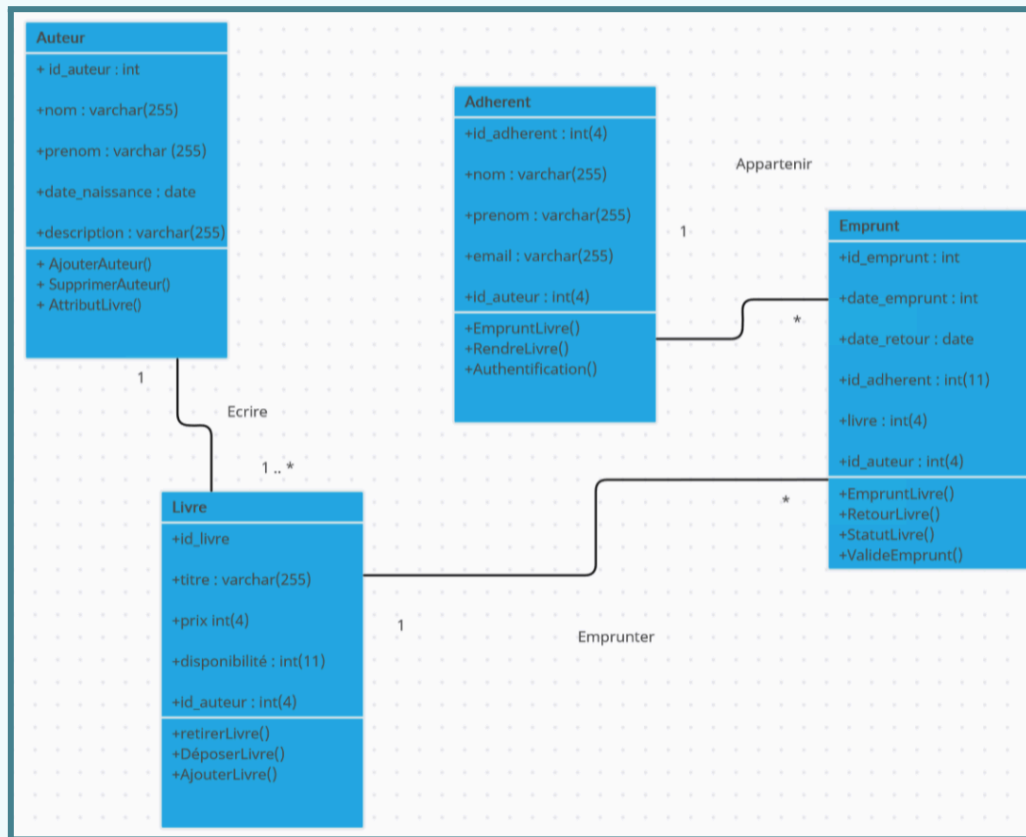 Auteur
+ id_auteur : int
+nom : varchar(255)
+prenom : varchar (255)
+date_naissance : date
+description : varchar(255)
+ AjouterAuteur()
+ SupprimerAuteur()
+ AttributLivre()
Adherent
+id_adherent : int(4)
+nom : varchar(255)
+prenom : varchar(255)
+email : varchar(255)
+id_auteur : int(4)
+EmpruntLivre()
+RendreLivre()
+Authentification()
Appartenir
1
*
Emprunt
+id_emprunt : int
+date_emprunt : int
+date_retour : date
+id_adherent : int(11)
+livre : int(4)
+id_auteur : int(4)
+EmpruntLivre()
+RetourLivre()
+StatutLivre()
+ValideEmprunt()
1
Ecrire
1 .. *
Livre
+id_livre
+titre : varchar(255)
+prix int(4)
+disponibilité : int(11)
+id_auteur : int(4)
+retirerLivre()
+DéposerLivre()
+AjouterLivre()
*
1
Emprunter